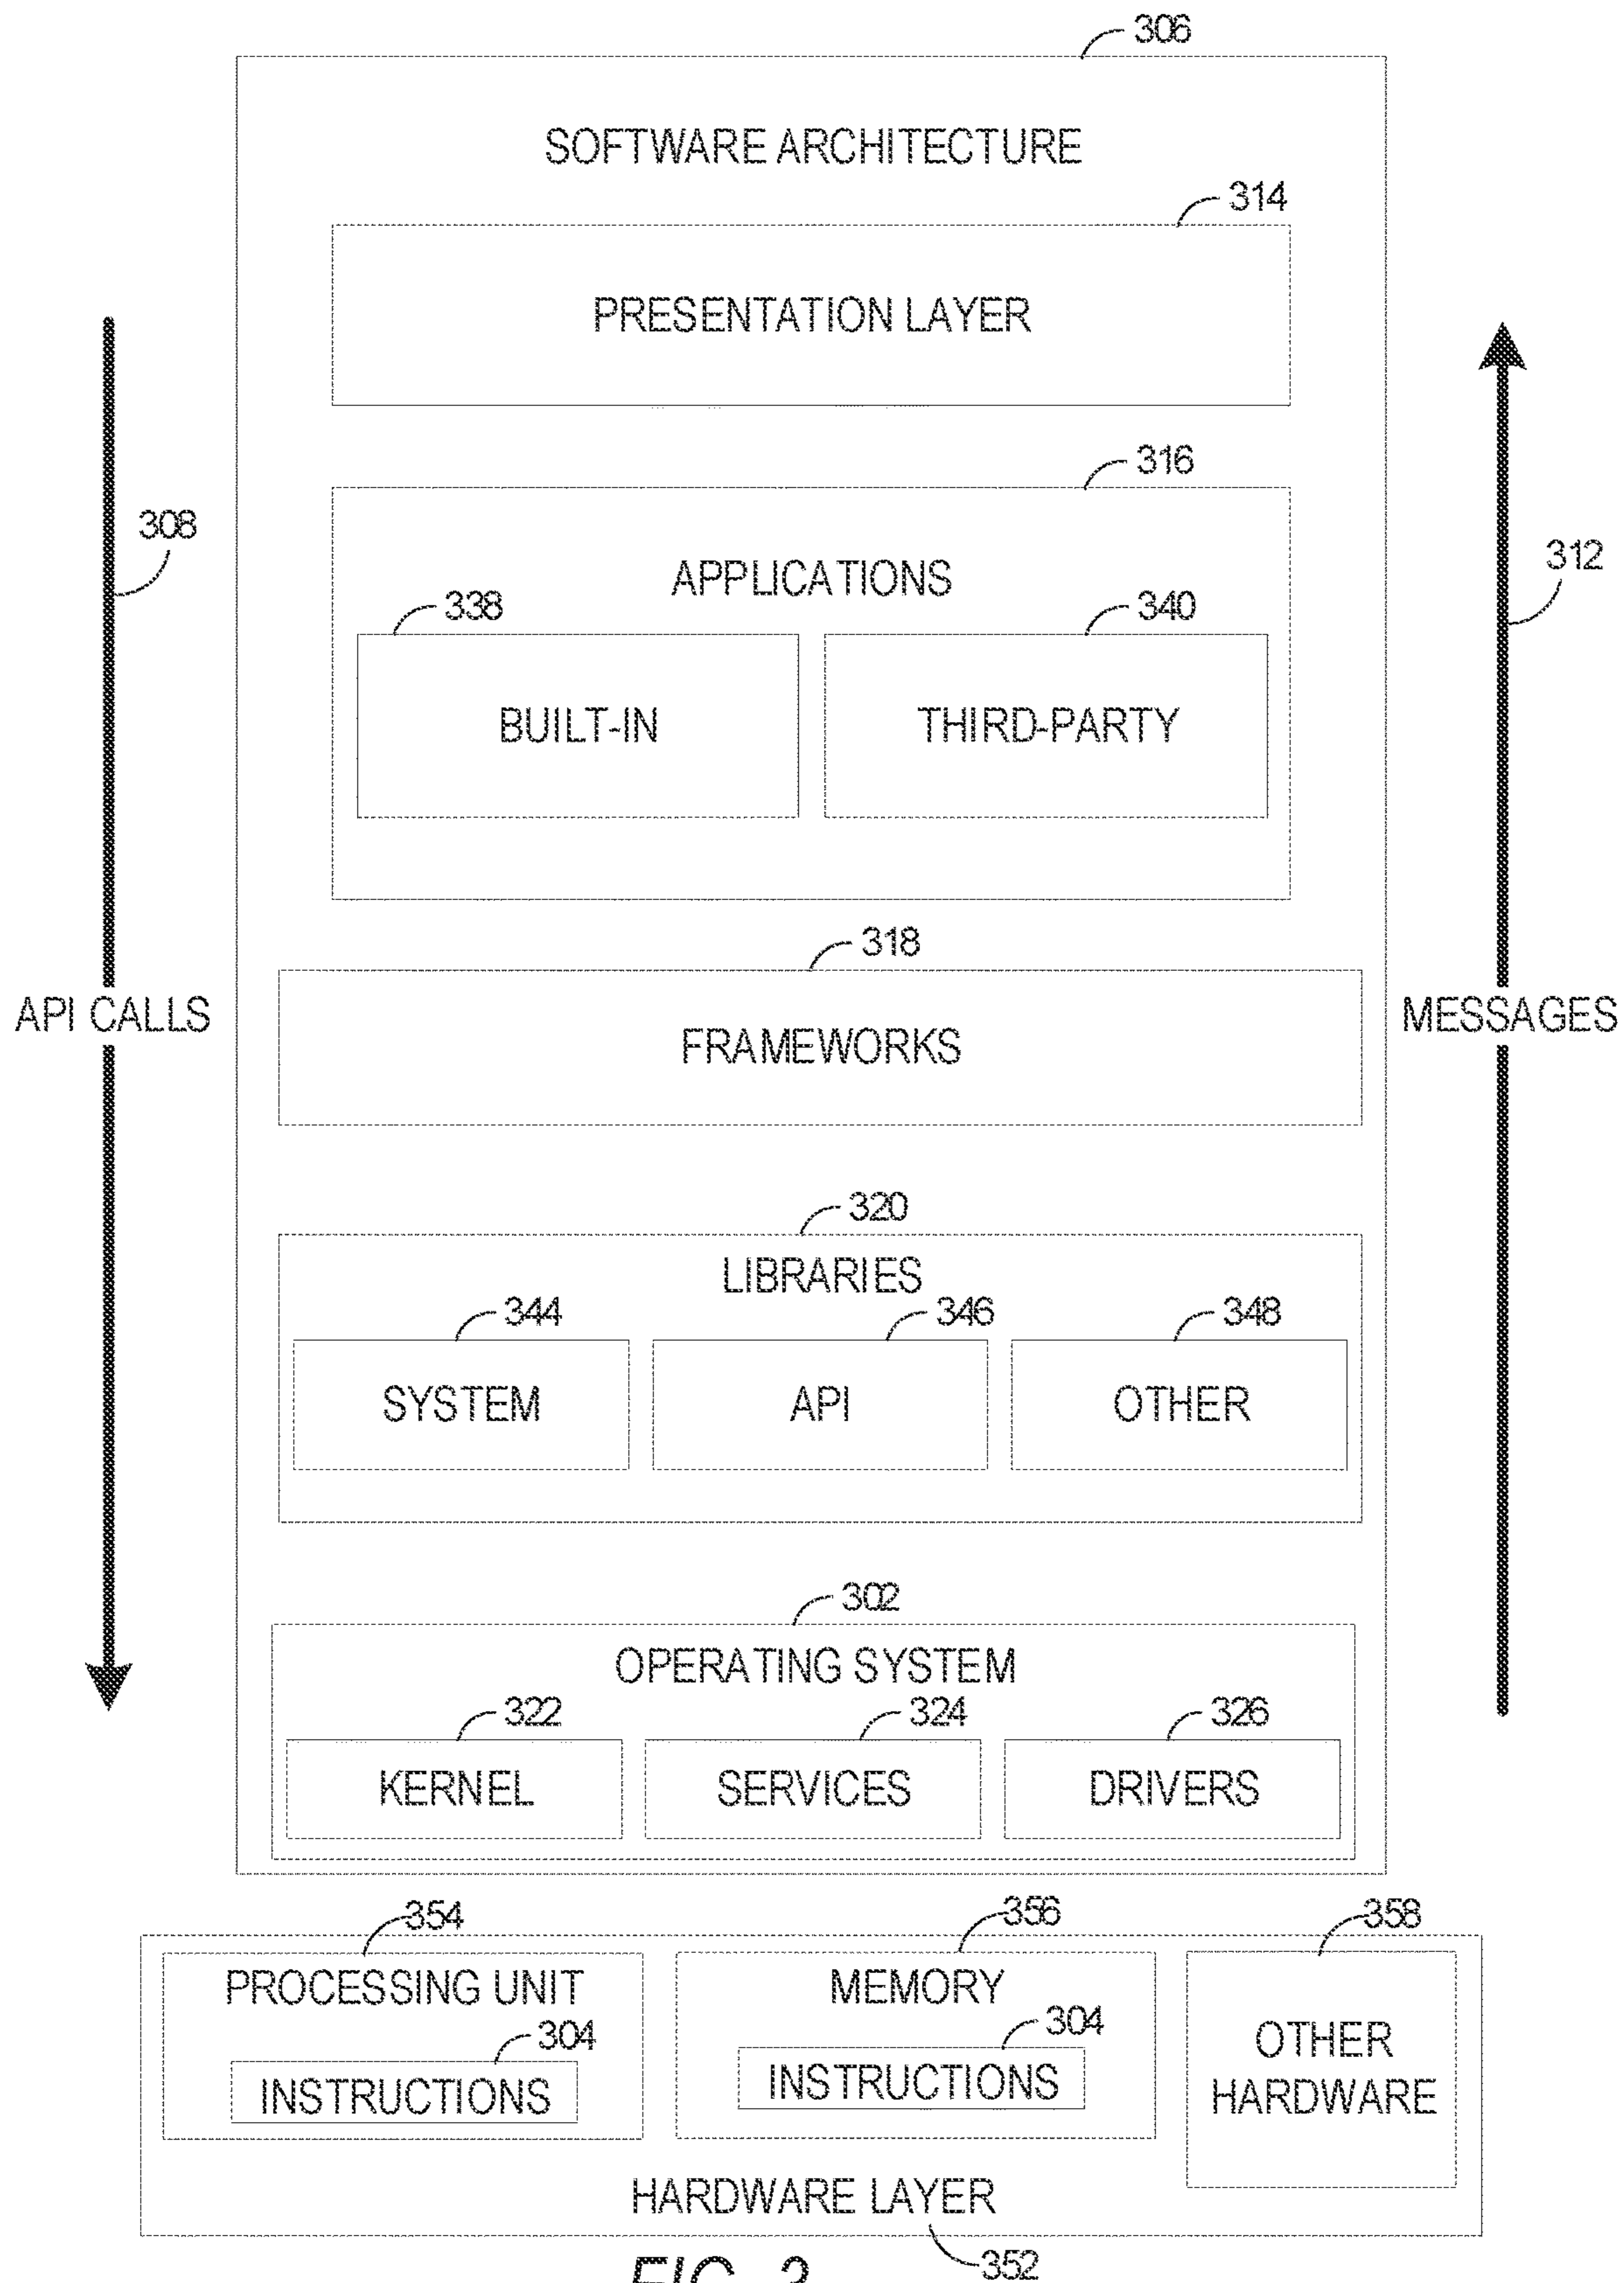 306
SOFTWARE ARCHITECTURE
314
PRESENTATION LAYER
316
308
312
APPLICATIONS
338
340
BUILT-IN
THIRD-PARTY
318
API CALLS
MESSAGES
FRAMEWORKS
320
LIBRARIES
344
346
348
SYSTEM
API
OTHER
302
OPERATING SYSTEM
322
324
326
KERNEL
SERVICES
DRIVERS
354
356
358
PROCESSING UNIT
MEMORY
304
304
OTHER
HARDWARE
INSTRUCTIONS
INSTRUCTIONS
HARDWARE LAYER
352
FIG. 3